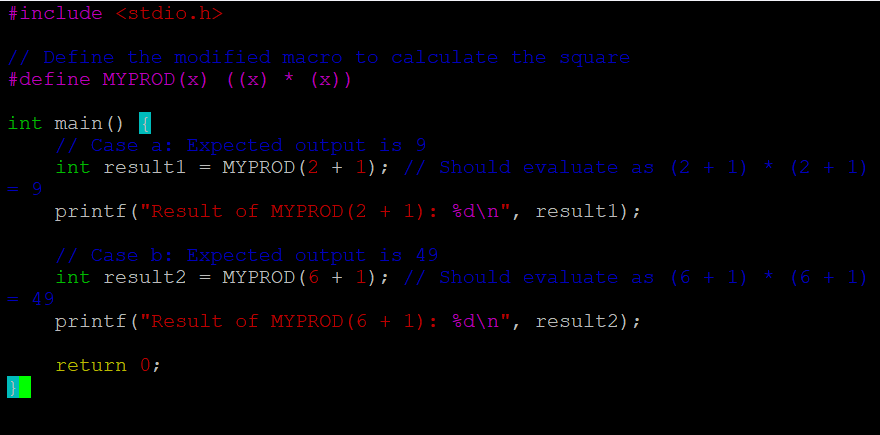 #include <stdio.h>
// Define the modified macro to calculate the square
#define MYPROD(x) ((x) * (x))
int main() {
    // Case a: Expected output is 9
    int result1 = MYPROD(2 + 1); // Should evaluate as (2 + 1) * (2 + 1)
= 9
    printf("Result of MYPROD(2 + 1): %d\n", result1);
    // Case b: Expected output is 49
    int result2 = MYPROD(6 + 1); // Should evaluate as (6 + 1) * (6 + 1)
= 49
    printf("Result of MYPROD(6 + 1): %d\n", result2);
    return 0;
}